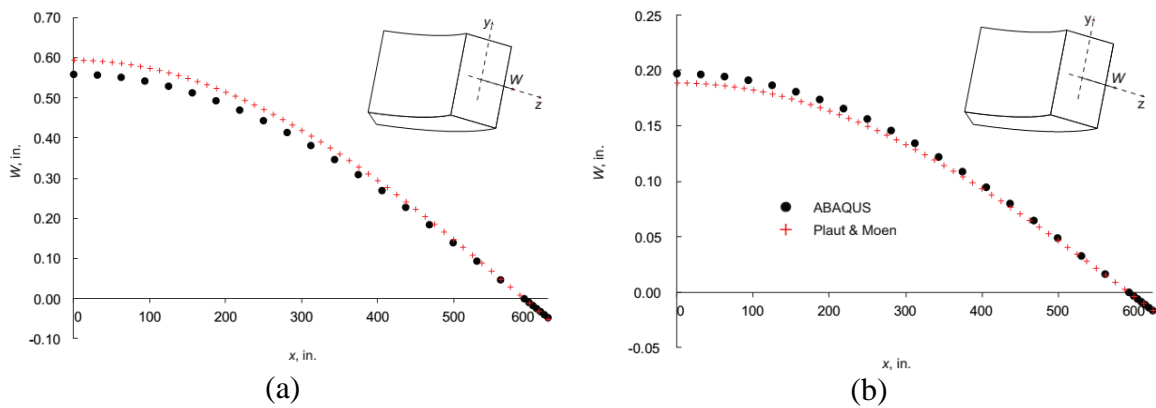 0.70
0.60
0.50
0.40
0.30
0.20
0.10
0.00
-0.10
W, in.
0 100 200 300 400 500 600
x, in.
y
W
z
(a)
0.25
0.20
0.15
0.10
0.05
0.00
-0.05
W, in.
0 100 200 300 400 500 600
x, in.
y
W
z
ABAQUS
Plaut & Moen
(b)